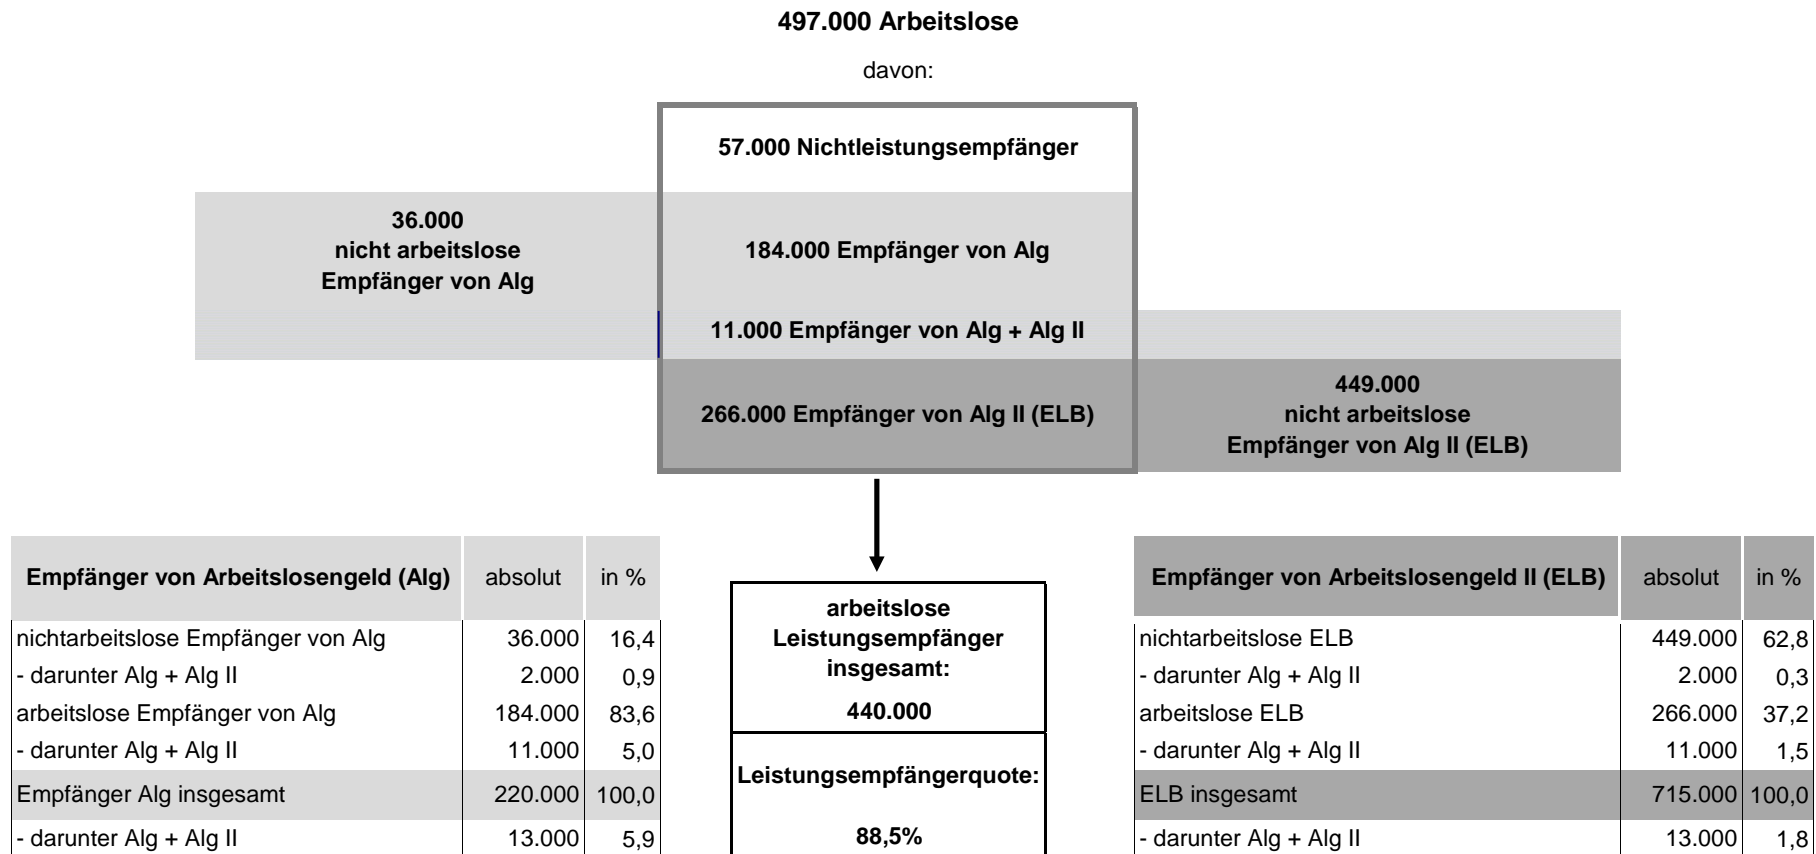 497.000 Arbeitslose
davon:
57.000 Nichtleistungsempfänger
36.000
nicht arbeitslose
Empfänger von Alg
184.000 Empfänger von Alg
11.000 Empfänger von Alg + Alg II
266.000 Empfänger von Alg II (ELB)
449.000
nicht arbeitslose
Empfänger von Alg II (ELB)
Empfänger von Arbeitslosengeld (Alg) absolut in %
nichtarbeitslose Empfänger von Alg 36.000 16,4
- darunter Alg + Alg II 2.000 0,9
arbeitslose Empfänger von Alg 184.000 83,6
- darunter Alg + Alg II 11.000 5,0
Empfänger Alg insgesamt 220.000 100,0
- darunter Alg + Alg II 13.000 5,9
arbeitslose
Leistungsempfänger
insgesamt:
440.000
Leistungsempfängerquote:
88,5%
Empfänger von Arbeitslosengeld II (ELB) absolut in %
nichtarbeitslose ELB 449.000 62,8
- darunter Alg + Alg II 2.000 0,3
arbeitslose ELB 266.000 37,2
- darunter Alg + Alg II 11.000 1,5
ELB insgesamt 715.000 100,0
- darunter Alg + Alg II 13.000 1,8